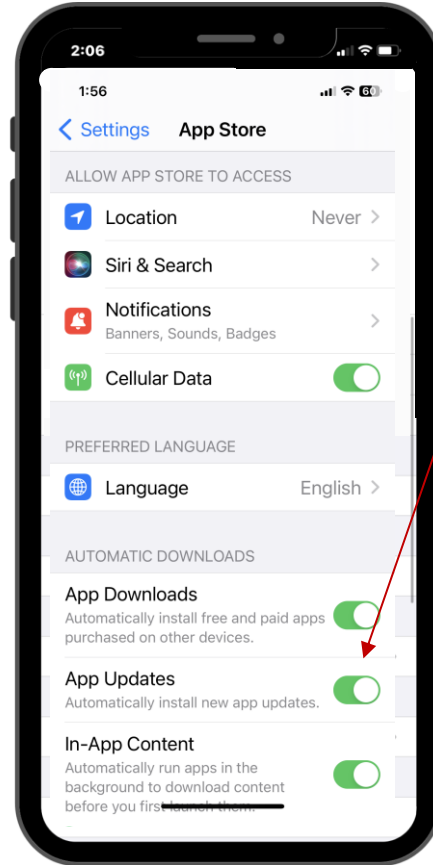 2:06
1:56
60
Settings App Store
ALLOW APP STORE TO ACCESS
Location Never
Siri & Search
Notifications
Banners, Sounds, Badges
Cellular Data
PREFERRED LANGUAGE
Language English
AUTOMATIC DOWNLOADS
App Downloads
Automatically install free and paid apps
purchased on other devices.
App Updates
Automatically install new app updates.
In-App Content
Automatically run apps in the
background to download content
before you first launch them.